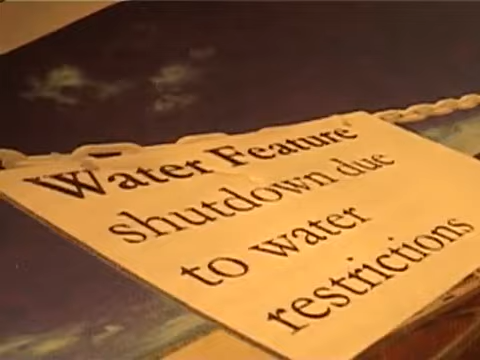 Water Feature
shutdown due
to water
restrictions